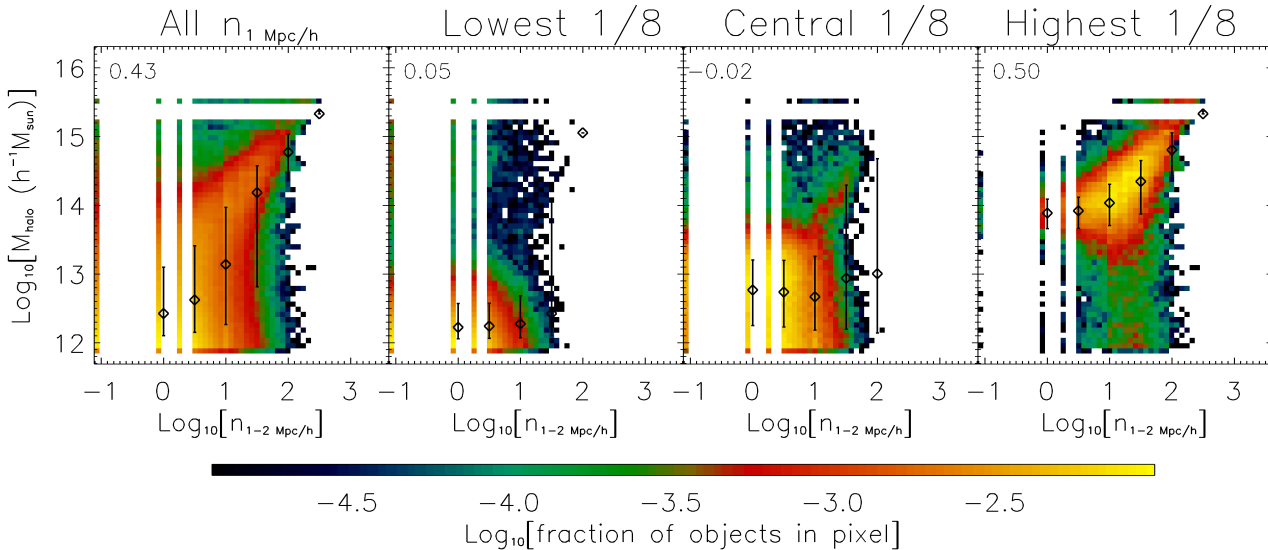 All n₁ Mpc/h Lowest 1/8 Central 1/8 Highest 1/8
0.43 0.05 −0.02 0.50
16
15
14
13
12
Log₁₀[M_halo (h⁻¹M_sun)]
−1 0 1 2 3 −1 0 1 2 3 −1 0 1 2 3 −1 0 1 2 3
Log₁₀[n₁₋₂ Mpc/h] Log₁₀[n₁₋₂ Mpc/h] Log₁₀[n₁₋₂ Mpc/h] Log₁₀[n₁₋₂ Mpc/h]
−4.5 −4.0 −3.5 −3.0 −2.5
Log₁₀[fraction of objects in pixel]